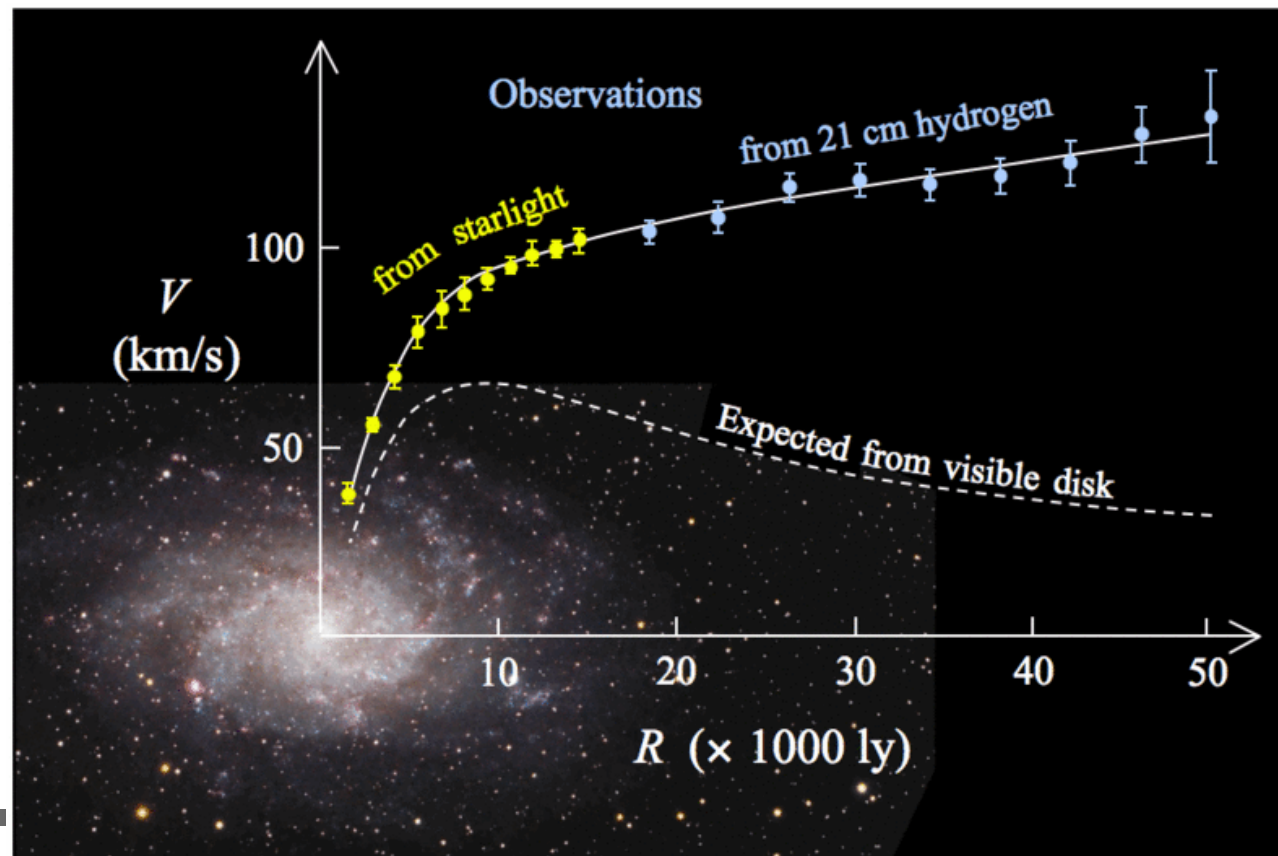 Observations
from 21 cm hydrogen
from starlight
100
V
(km/s)
50
Expected from visible disk
10
20
30
40
50
R (× 1000 ly)